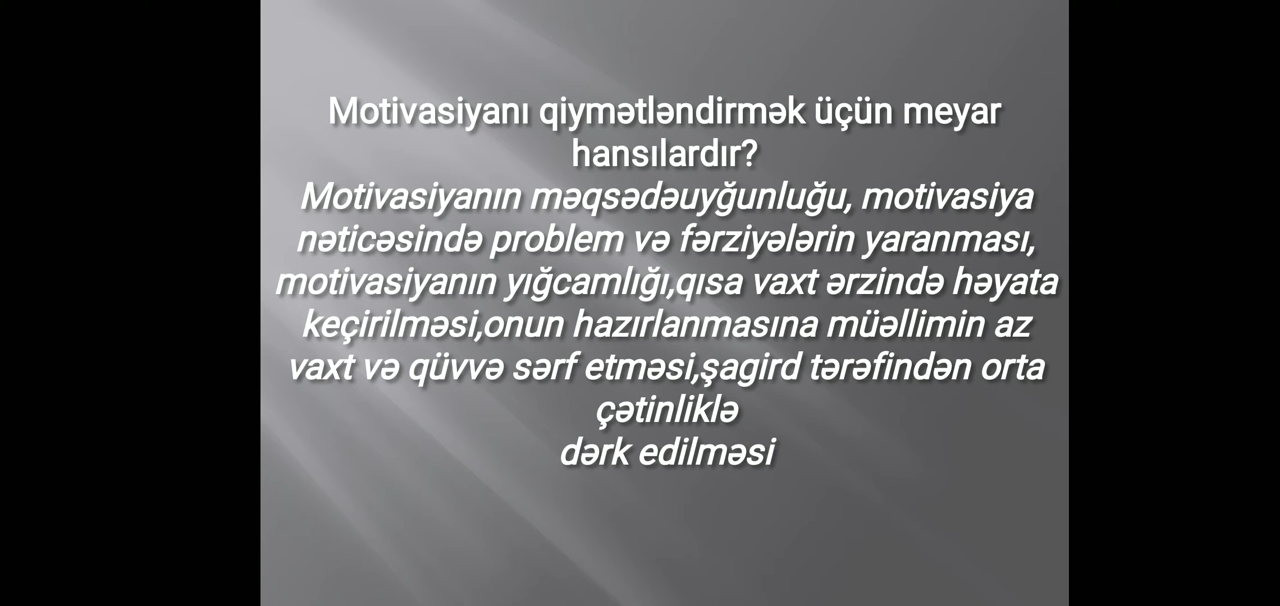 Motivasiyanı qiymətləndirmək üçün meyar
hansılardır?
Motivasiyanın məqsədəuyğunluğu, motivasiya
nəticəsində problem və fərziyələrin yaranması,
motivasiyanın yığcamlığı,qısa vaxt ərzində həyata
keçirilməsi,onun hazırlanmasına müəllimin az
vaxt və qüvvə sərf etməsi,şagird tərəfindən orta
çətinliklə
dərk edilməsi